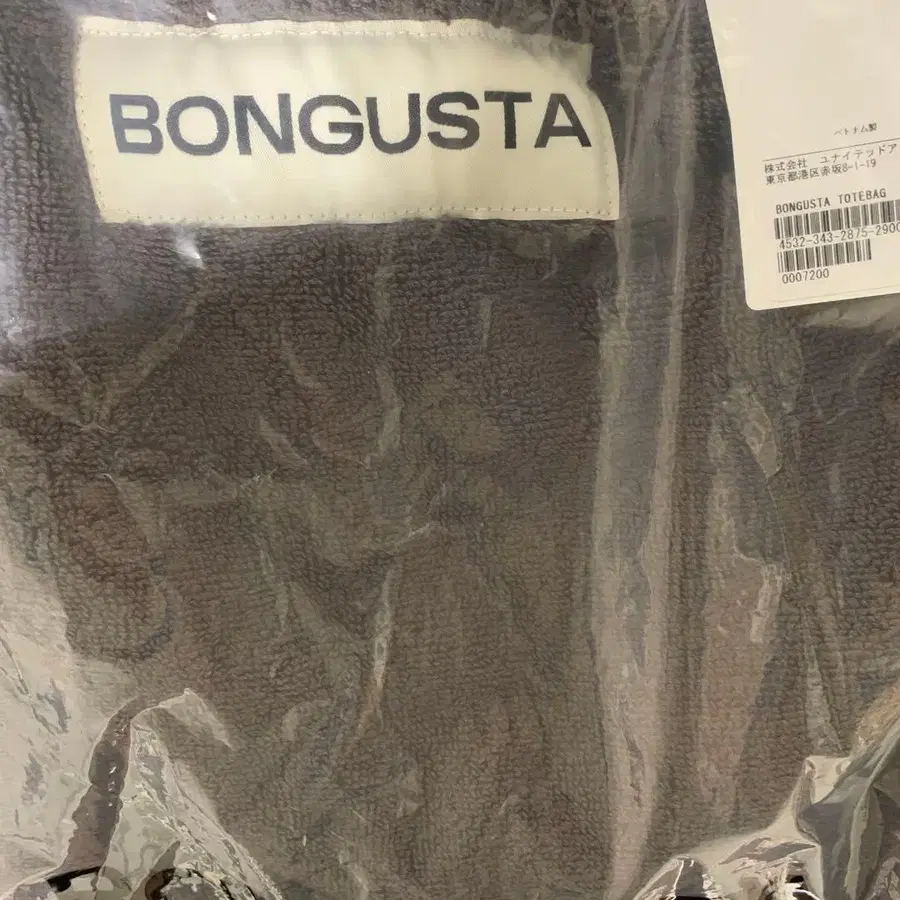 BONGUSTA
ベトナム製
株式会社 ユナイテッドア
東京都港区赤坂8-1-19
BONGUSTA TOTEBAG
4532-343-2875-2900
0007200